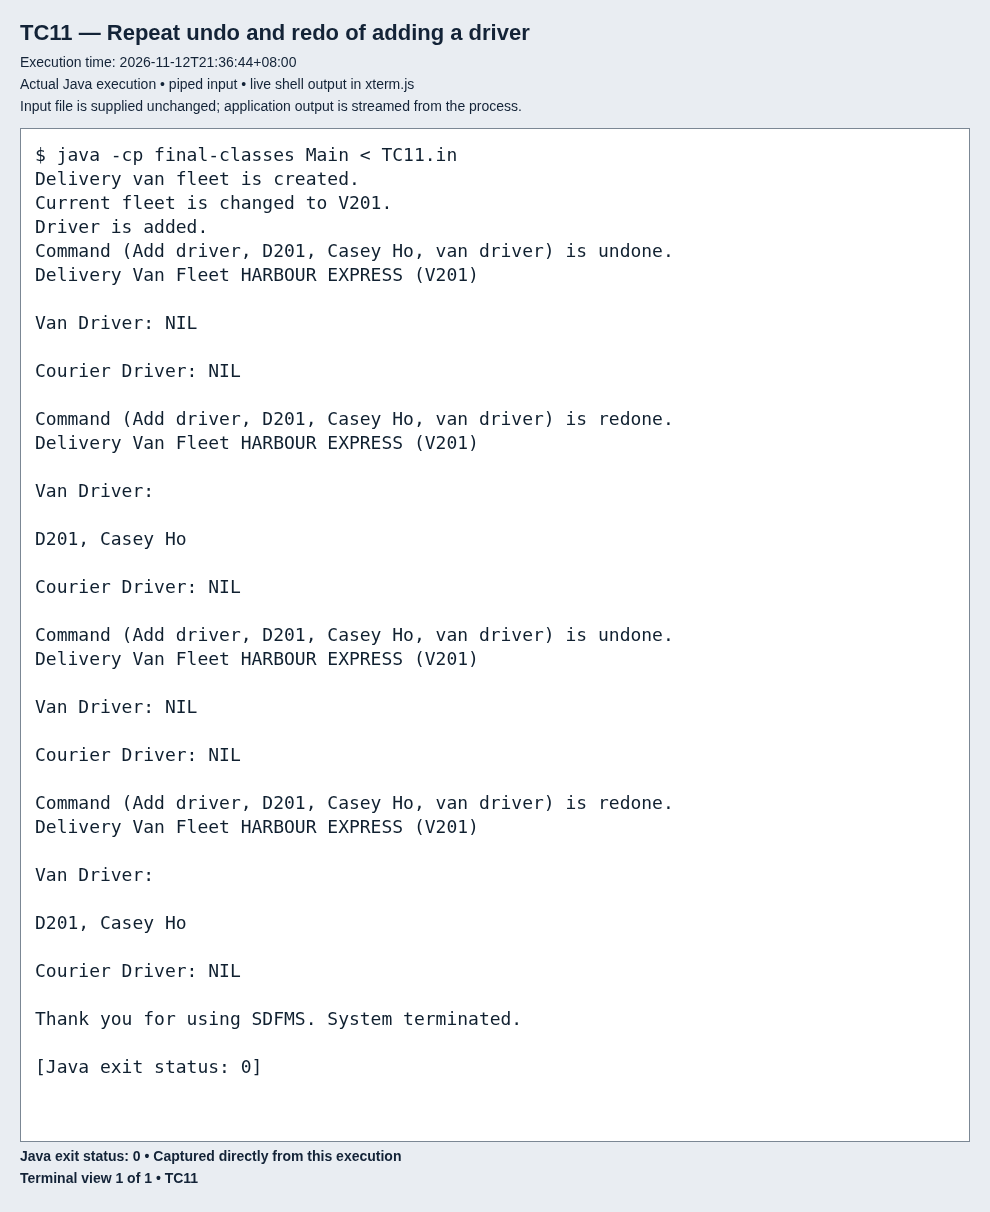 TC11 — Repeat undo and redo of adding a driver
Execution time: 2026-11-12T21:36:44+08:00
Actual Java execution • piped input • live shell output in xterm.js
Input file is supplied unchanged; application output is streamed from the process.
$ java -cp final-classes Main < TC11.in
Delivery van fleet is created.
Current fleet is changed to V201.
Driver is added.
Command (Add driver, D201, Casey Ho, van driver) is undone.
Delivery Van Fleet HARBOUR EXPRESS (V201)
Van Driver: NIL
Courier Driver: NIL
Command (Add driver, D201, Casey Ho, van driver) is redone.
Delivery Van Fleet HARBOUR EXPRESS (V201)
Van Driver:
D201, Casey Ho
Courier Driver: NIL
Command (Add driver, D201, Casey Ho, van driver) is undone.
Delivery Van Fleet HARBOUR EXPRESS (V201)
Van Driver: NIL
Courier Driver: NIL
Command (Add driver, D201, Casey Ho, van driver) is redone.
Delivery Van Fleet HARBOUR EXPRESS (V201)
Van Driver:
D201, Casey Ho
Courier Driver: NIL
Thank you for using SDFMS. System terminated.
[Java exit status: 0]
Java exit status: 0 • Captured directly from this execution
Terminal view 1 of 1 • TC11